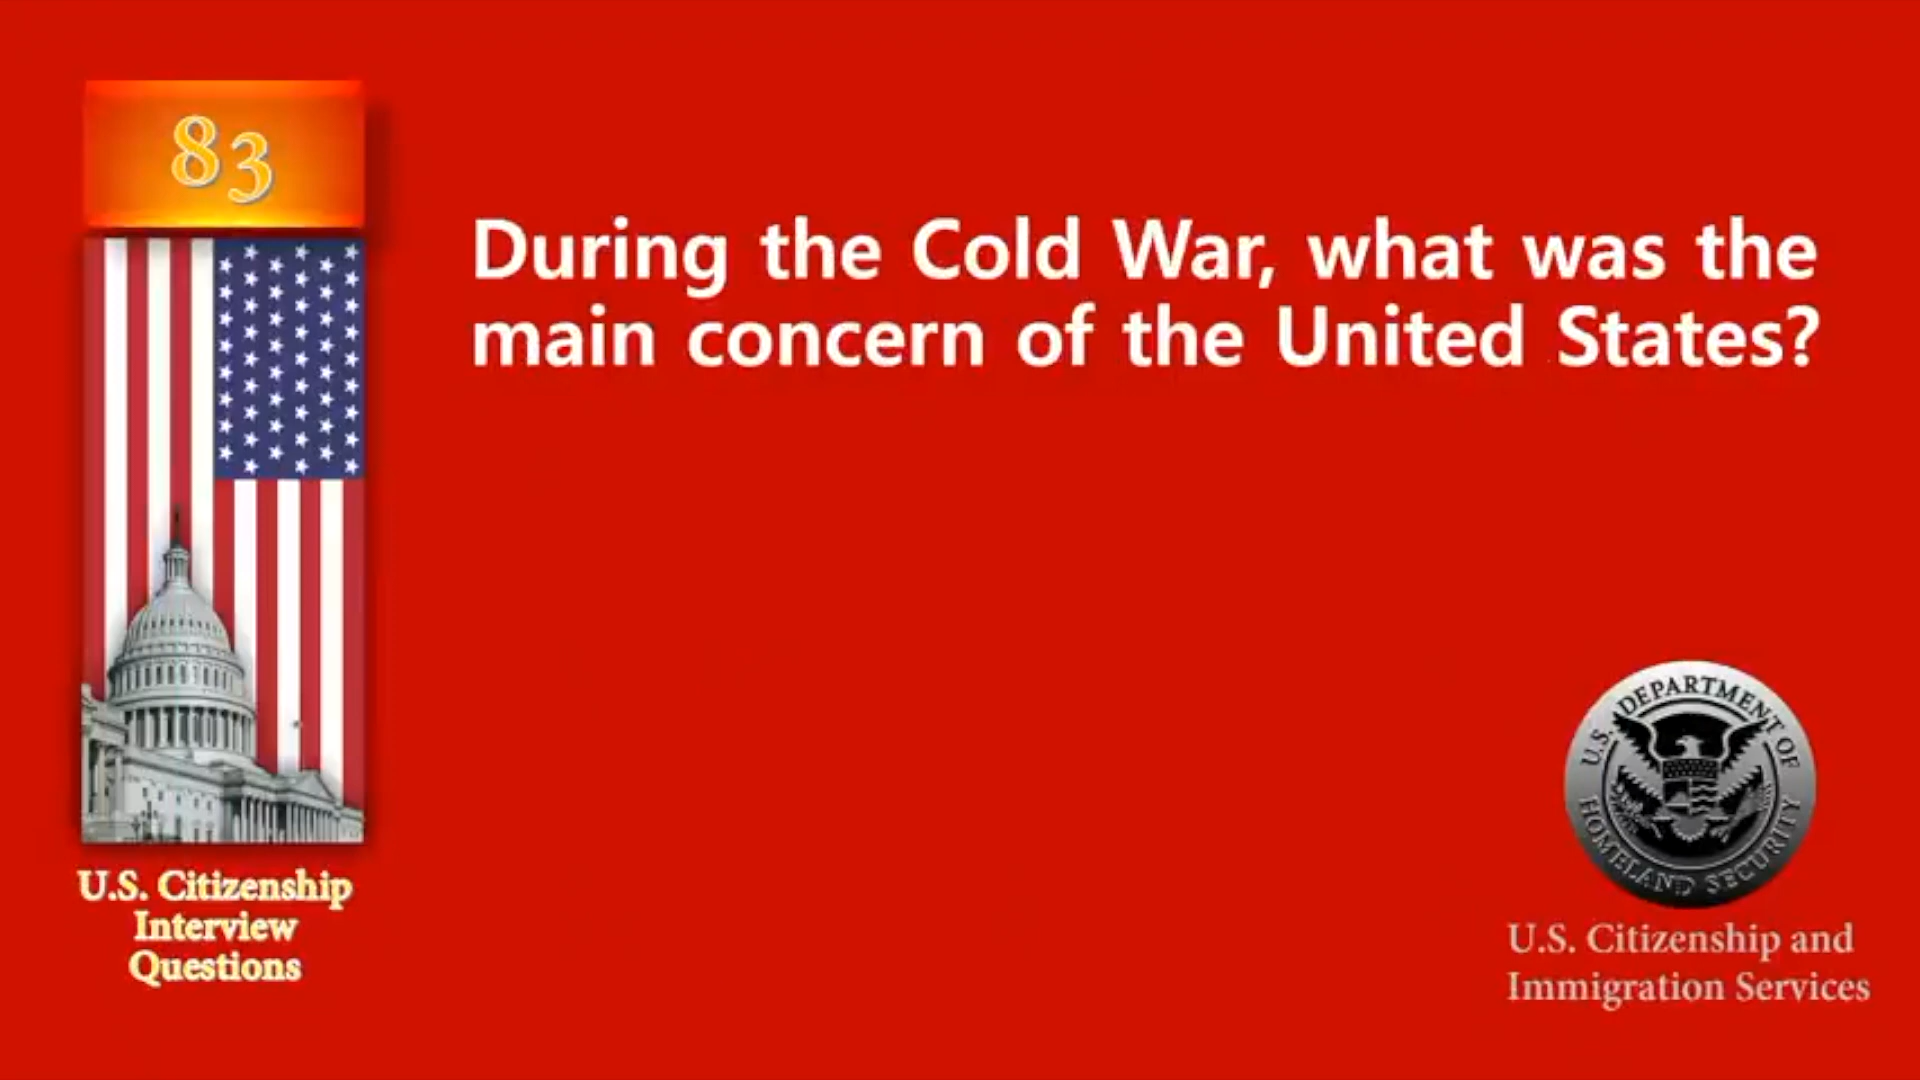 83
During the Cold War, what was the
main concern of the United States?
U.S. Citizenship
Interview
Questions
U.S. DEPARTMENT OF
HOMELAND SECURITY
U.S. Citizenship and
Immigration Services